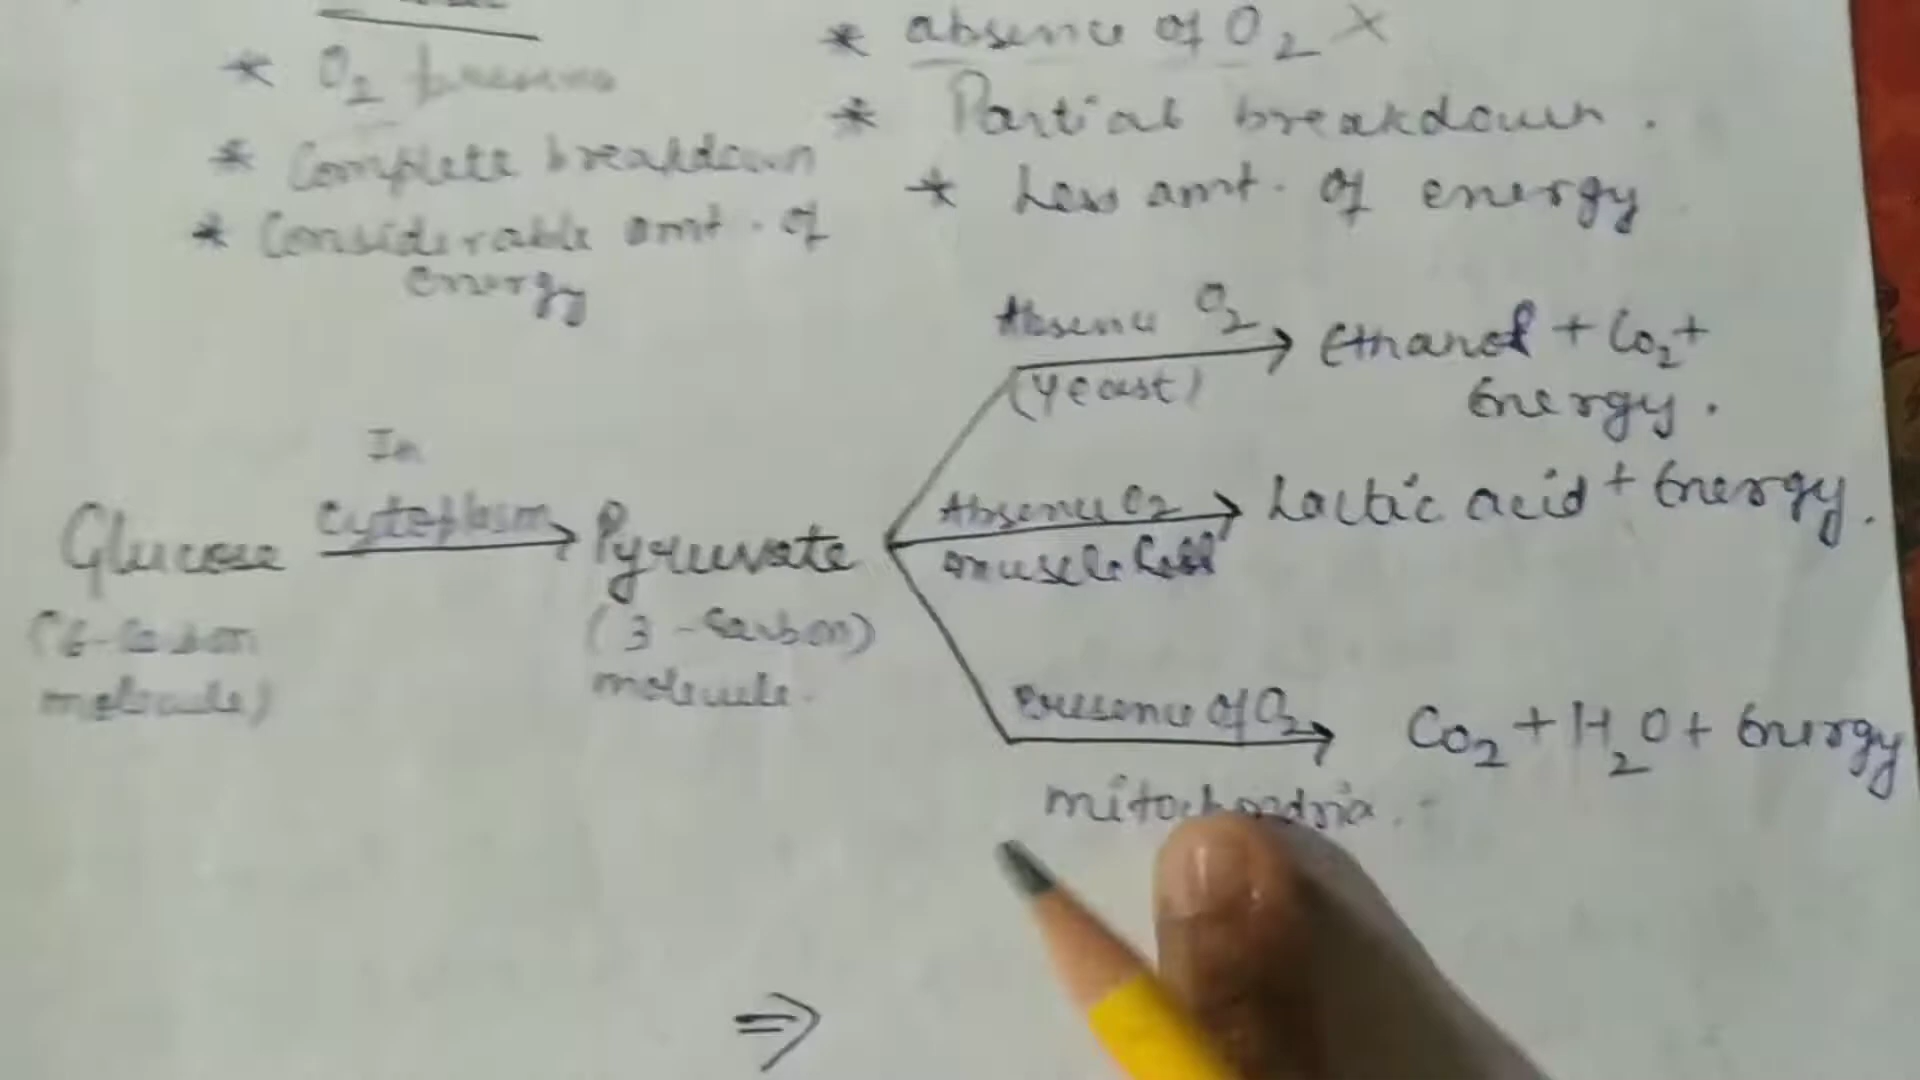 * O2 presence
* Complete breakdown
* Considerable amt. of
energy
* absence of O2 X
* Partial breakdown.
* Less amt. of energy
Absence O2
(Yeast)
Ethanol + CO2 +
Energy.
Glucose
(6-Carbon
molecule)
In
Cytoplasm
Pyruvate
(3-Carbon)
molecule.
Absence O2
muscle Cell
Lactic acid + Energy.
Presence of O2
mitochondria.
CO2 + H2O + Energy
⇒